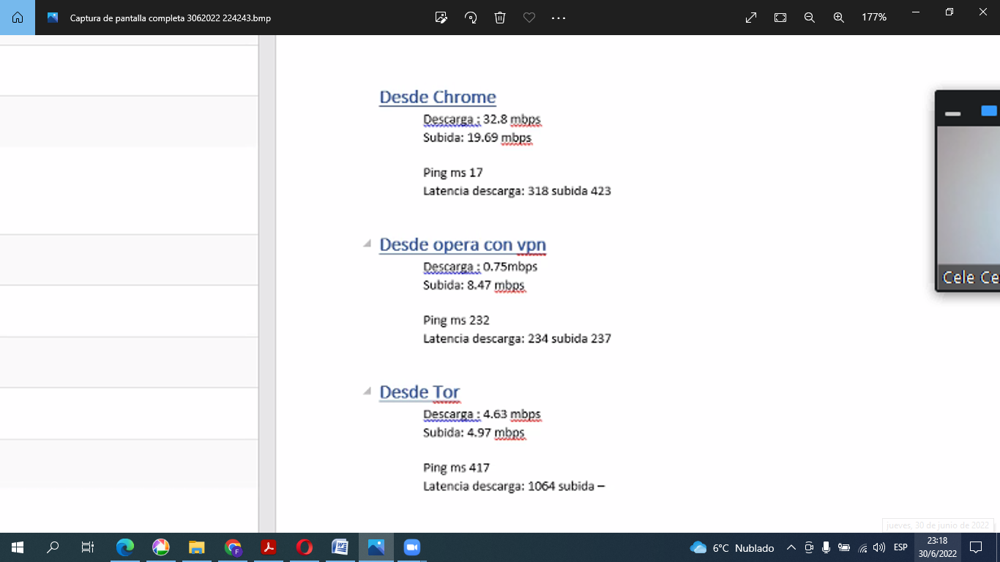 Captura de pantalla completa 3062022 224243.bmp
177%
Desde Chrome
Descarga : 32.8 mbps
Subida: 19.69 mbps
Ping ms 17
Latencia descarga: 318 subida 423
Desde opera con vpn
Descarga : 0.75mbps
Subida: 8.47 mbps
Ping ms 232
Latencia descarga: 234 subida 237
Desde Tor
Descarga : 4.63 mbps
Subida: 4.97 mbps
Ping ms 417
Latencia descarga: 1064 subida –
Cele Ce
jueves, 30 de junio de 2022
6°C Nublado
ESP
23:18
30/6/2022